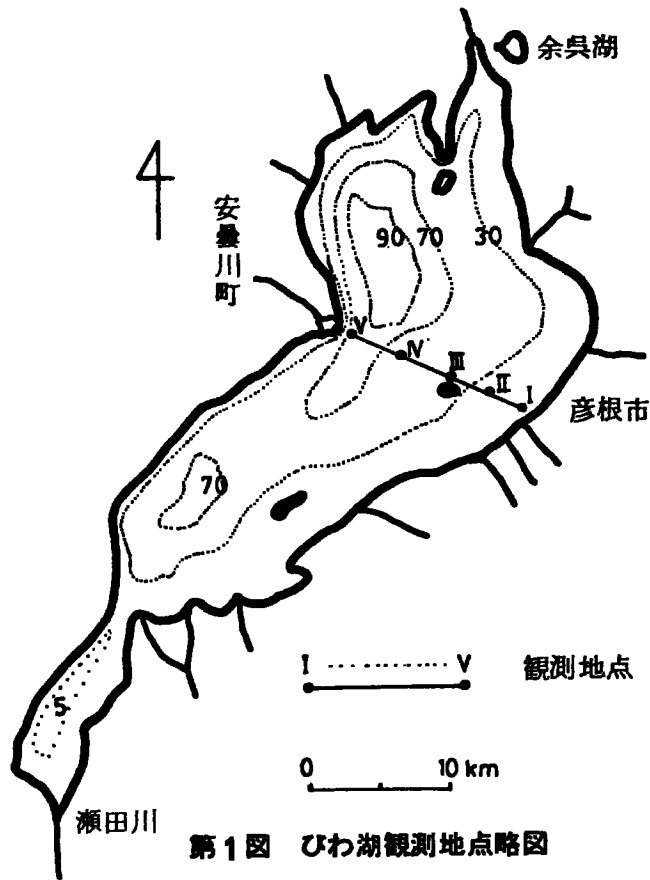 余呉湖
安曇川町
90 70 30
V
IV
III
II
I
彦根市
70
I V 観測地点
5
0 10 km
瀬田川
第1図 びわ湖観測地点略図